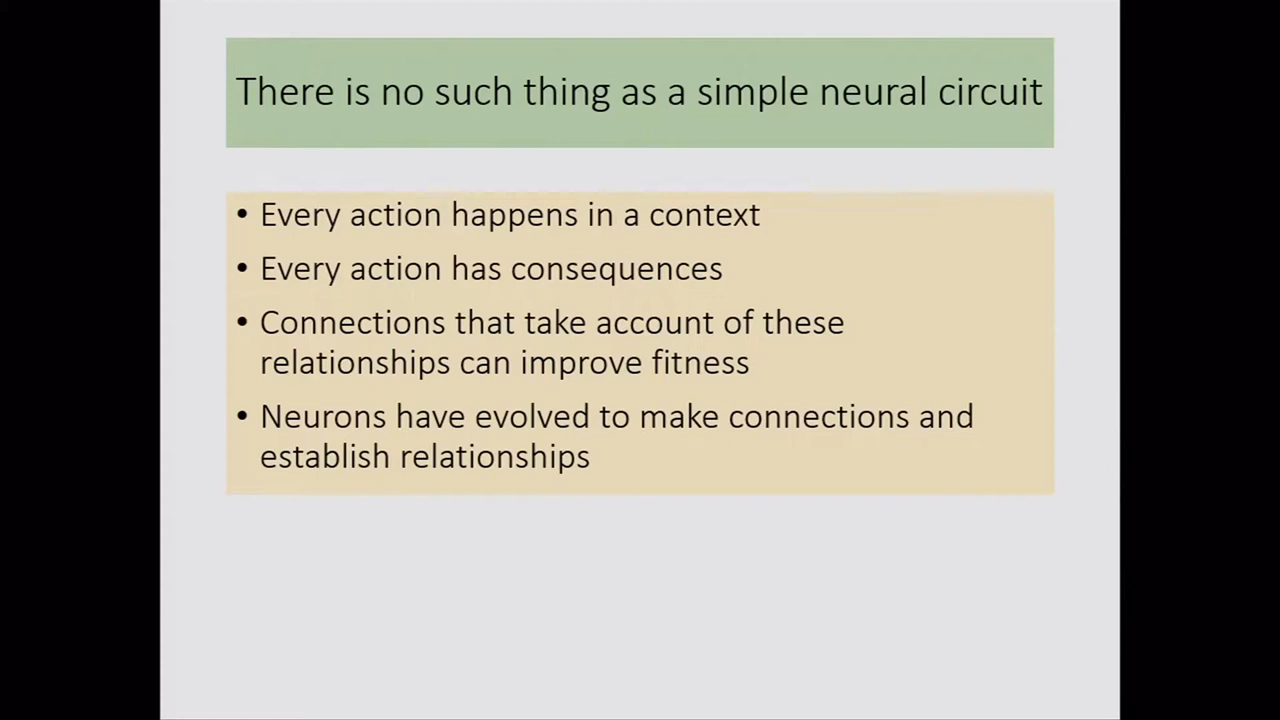 There is no such thing as a simple neural circuit
• Every action happens in a context
• Every action has consequences
• Connections that take account of these
relationships can improve fitness
• Neurons have evolved to make connections and
establish relationships